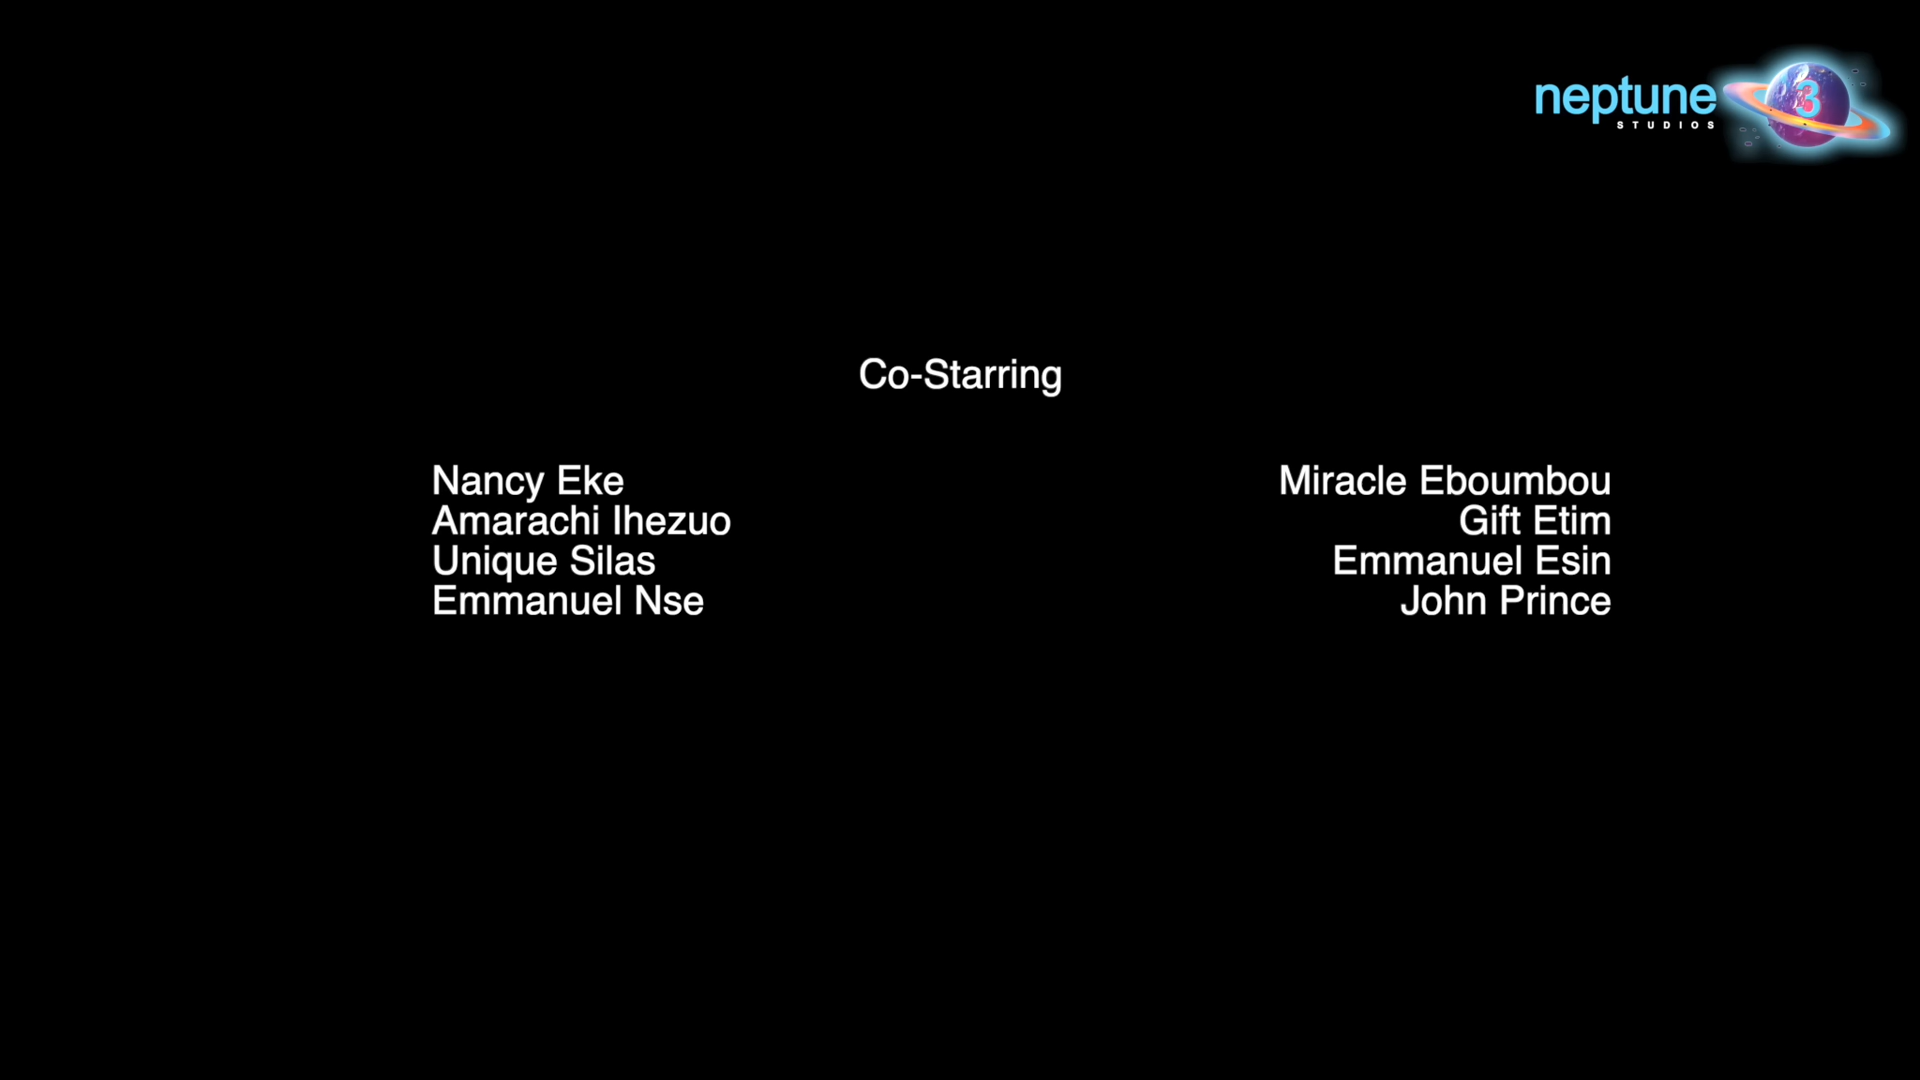 neptune 3
STUDIOS
Co-Starring
Nancy Eke
Amarachi Ihezuo
Unique Silas
Emmanuel Nse
Miracle Eboumbou
Gift Etim
Emmanuel Esin
John Prince